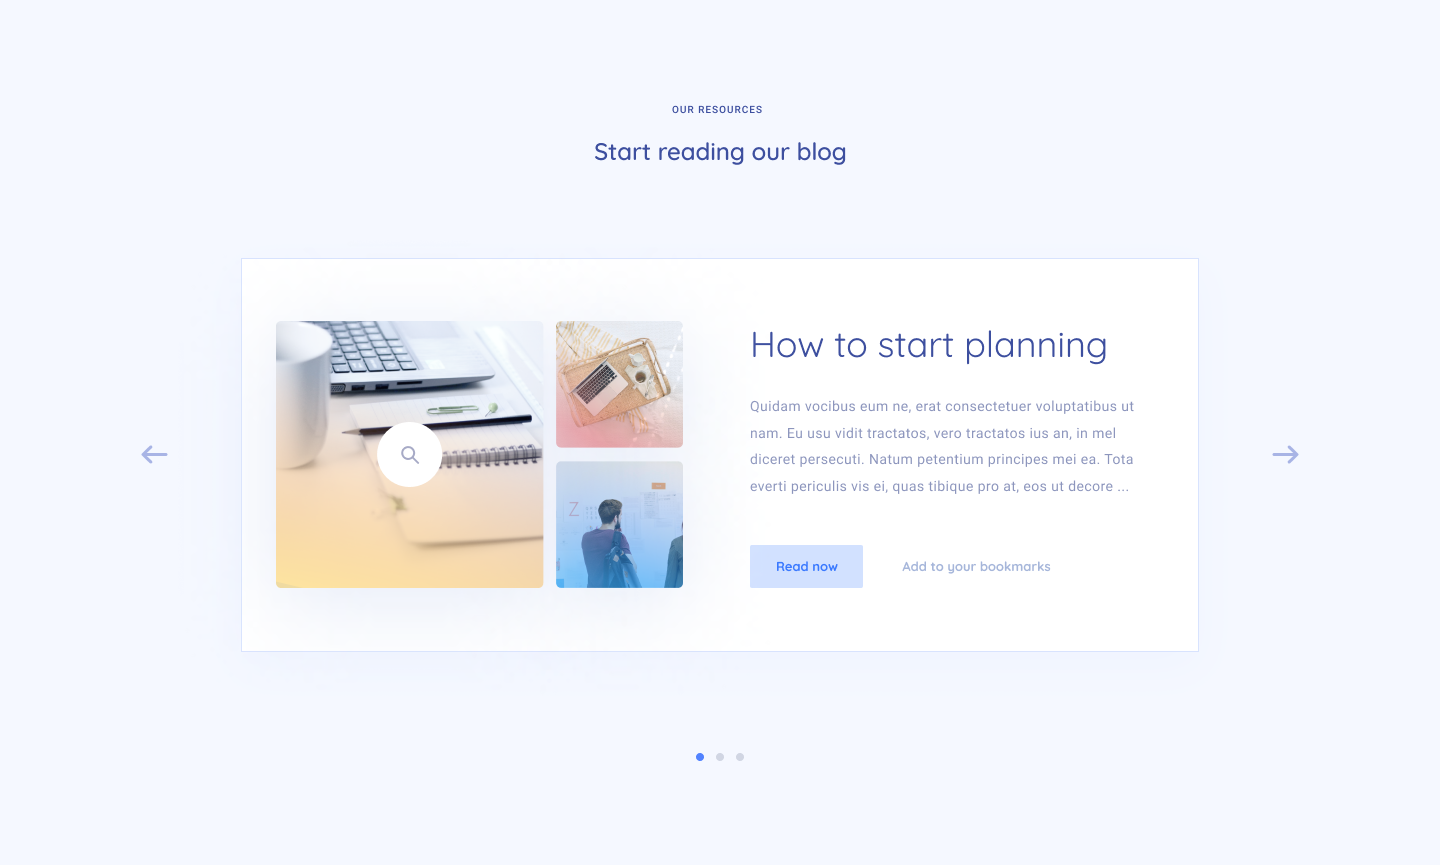 OUR RESOURCES
Start reading our blog
How to start planning
Quidam vocibus eum ne, erat consectetuer voluptatibus ut
nam. Eu usu vidit tractatos, vero tractatos ius an, in mel
diceret persecuti. Natum petentium principes mei ea. Tota
everti periculis vis ei, quas tibique pro at, eos ut decore ...
Z
Read now
Add to your bookmarks